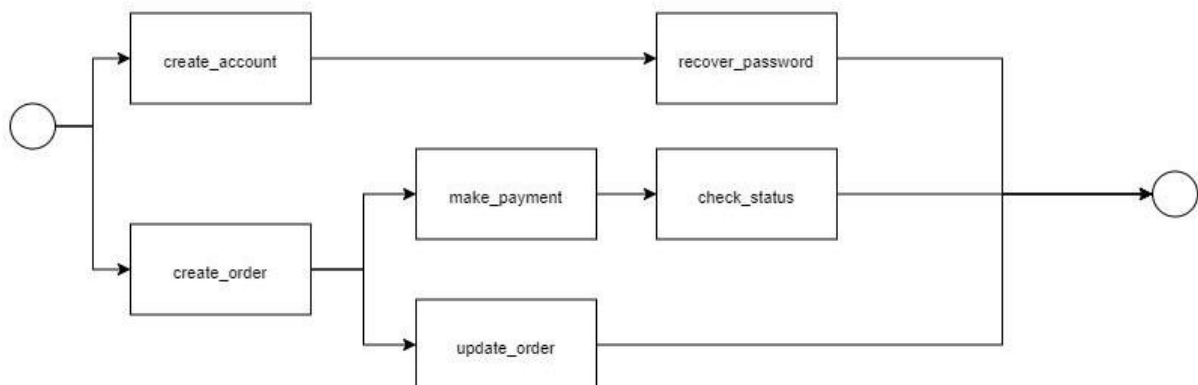 create_account
recover_password
make_payment
check_status
create_order
update_order